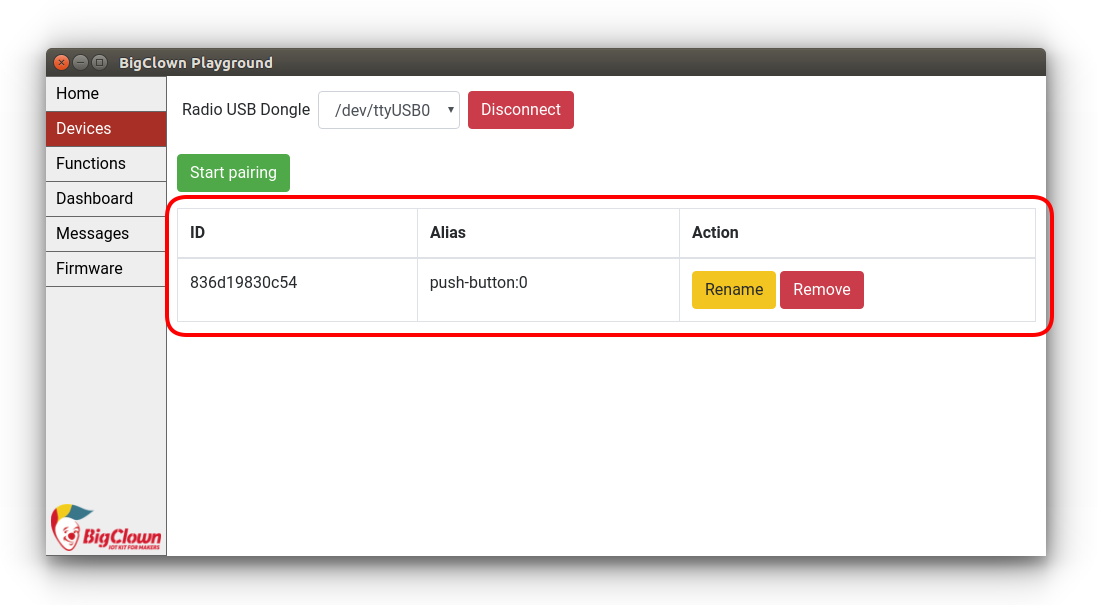 BigClown Playground
Home
Devices
Functions
Dashboard
Messages
Firmware
Radio USB Dongle /dev/ttyUSB0 Disconnect
Start pairing
ID Alias Action
836d19830c54 push-button:0 Rename Remove
BigClown
IOT KIT FOR MAKERS